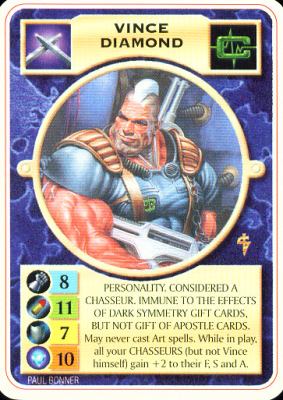 VINCE
DIAMOND
8
11
7
10
PERSONALITY. CONSIDERED A
CHASSEUR. IMMUNE TO THE EFFECTS
OF DARK SYMMETRY GIFT CARDS,
BUT NOT GIFT OF APOSTLE CARDS.
May never cast Art spells. While in play,
all your CHASSEURS (but not Vince
himself) gain +2 to their F, S and A.
PAUL BONNER